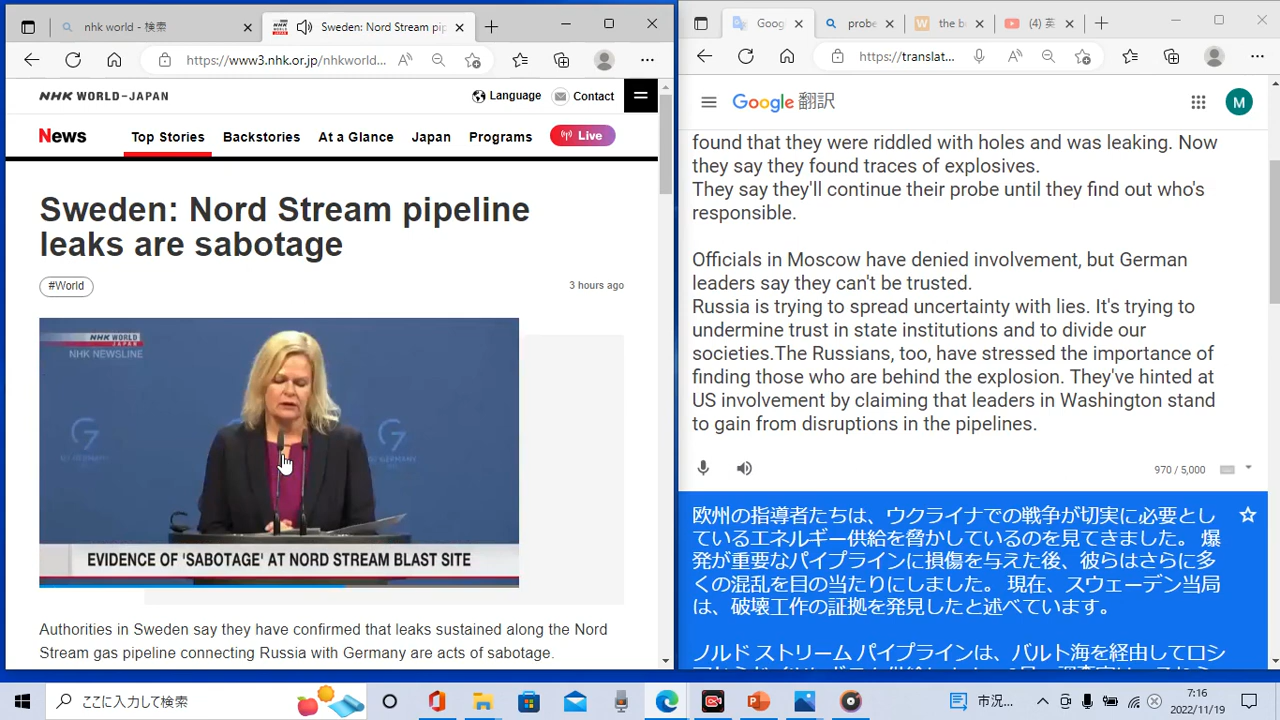 nhk world - 検索
Sweden: Nord Stream pip
https://www3.nhk.or.jp/nhkworld...
NHK WORLD-JAPAN
Language
Contact
News
Top Stories
Backstories
At a Glance
Japan
Programs
Live
Sweden: Nord Stream pipeline
leaks are sabotage
#World
3 hours ago
NHK WORLD
JAPAN
NHK NEWSLINE
EVIDENCE OF 'SABOTAGE' AT NORD STREAM BLAST SITE
Authorities in Sweden say they have confirmed that leaks sustained along the Nord
Stream gas pipeline connecting Russia with Germany are acts of sabotage.
Goog
probe
the b
(4) 英
https://translat...
Google 翻訳
M
found that they were riddled with holes and was leaking. Now
they say they found traces of explosives.
They say they'll continue their probe until they find out who's
responsible.
Officials in Moscow have denied involvement, but German
leaders say they can't be trusted.
Russia is trying to spread uncertainty with lies. It's trying to
undermine trust in state institutions and to divide our
societies.The Russians, too, have stressed the importance of
finding those who are behind the explosion. They've hinted at
US involvement by claiming that leaders in Washington stand
to gain from disruptions in the pipelines.
970 / 5,000
欧州の指導者たちは、ウクライナでの戦争が切実に必要とし
ているエネルギー供給を脅かしているのを見てきました。 爆
発が重要なパイプラインに損傷を与えた後、彼らはさらに多
くの混乱を目の当たりにしました。 現在、スウェーデン当局
は、破壊工作の証拠を発見したと述べています。
ノルド ストリーム パイプラインは、バルト海を経由してロシ
ここに入力して検索
市況...
7:16
2022/11/19